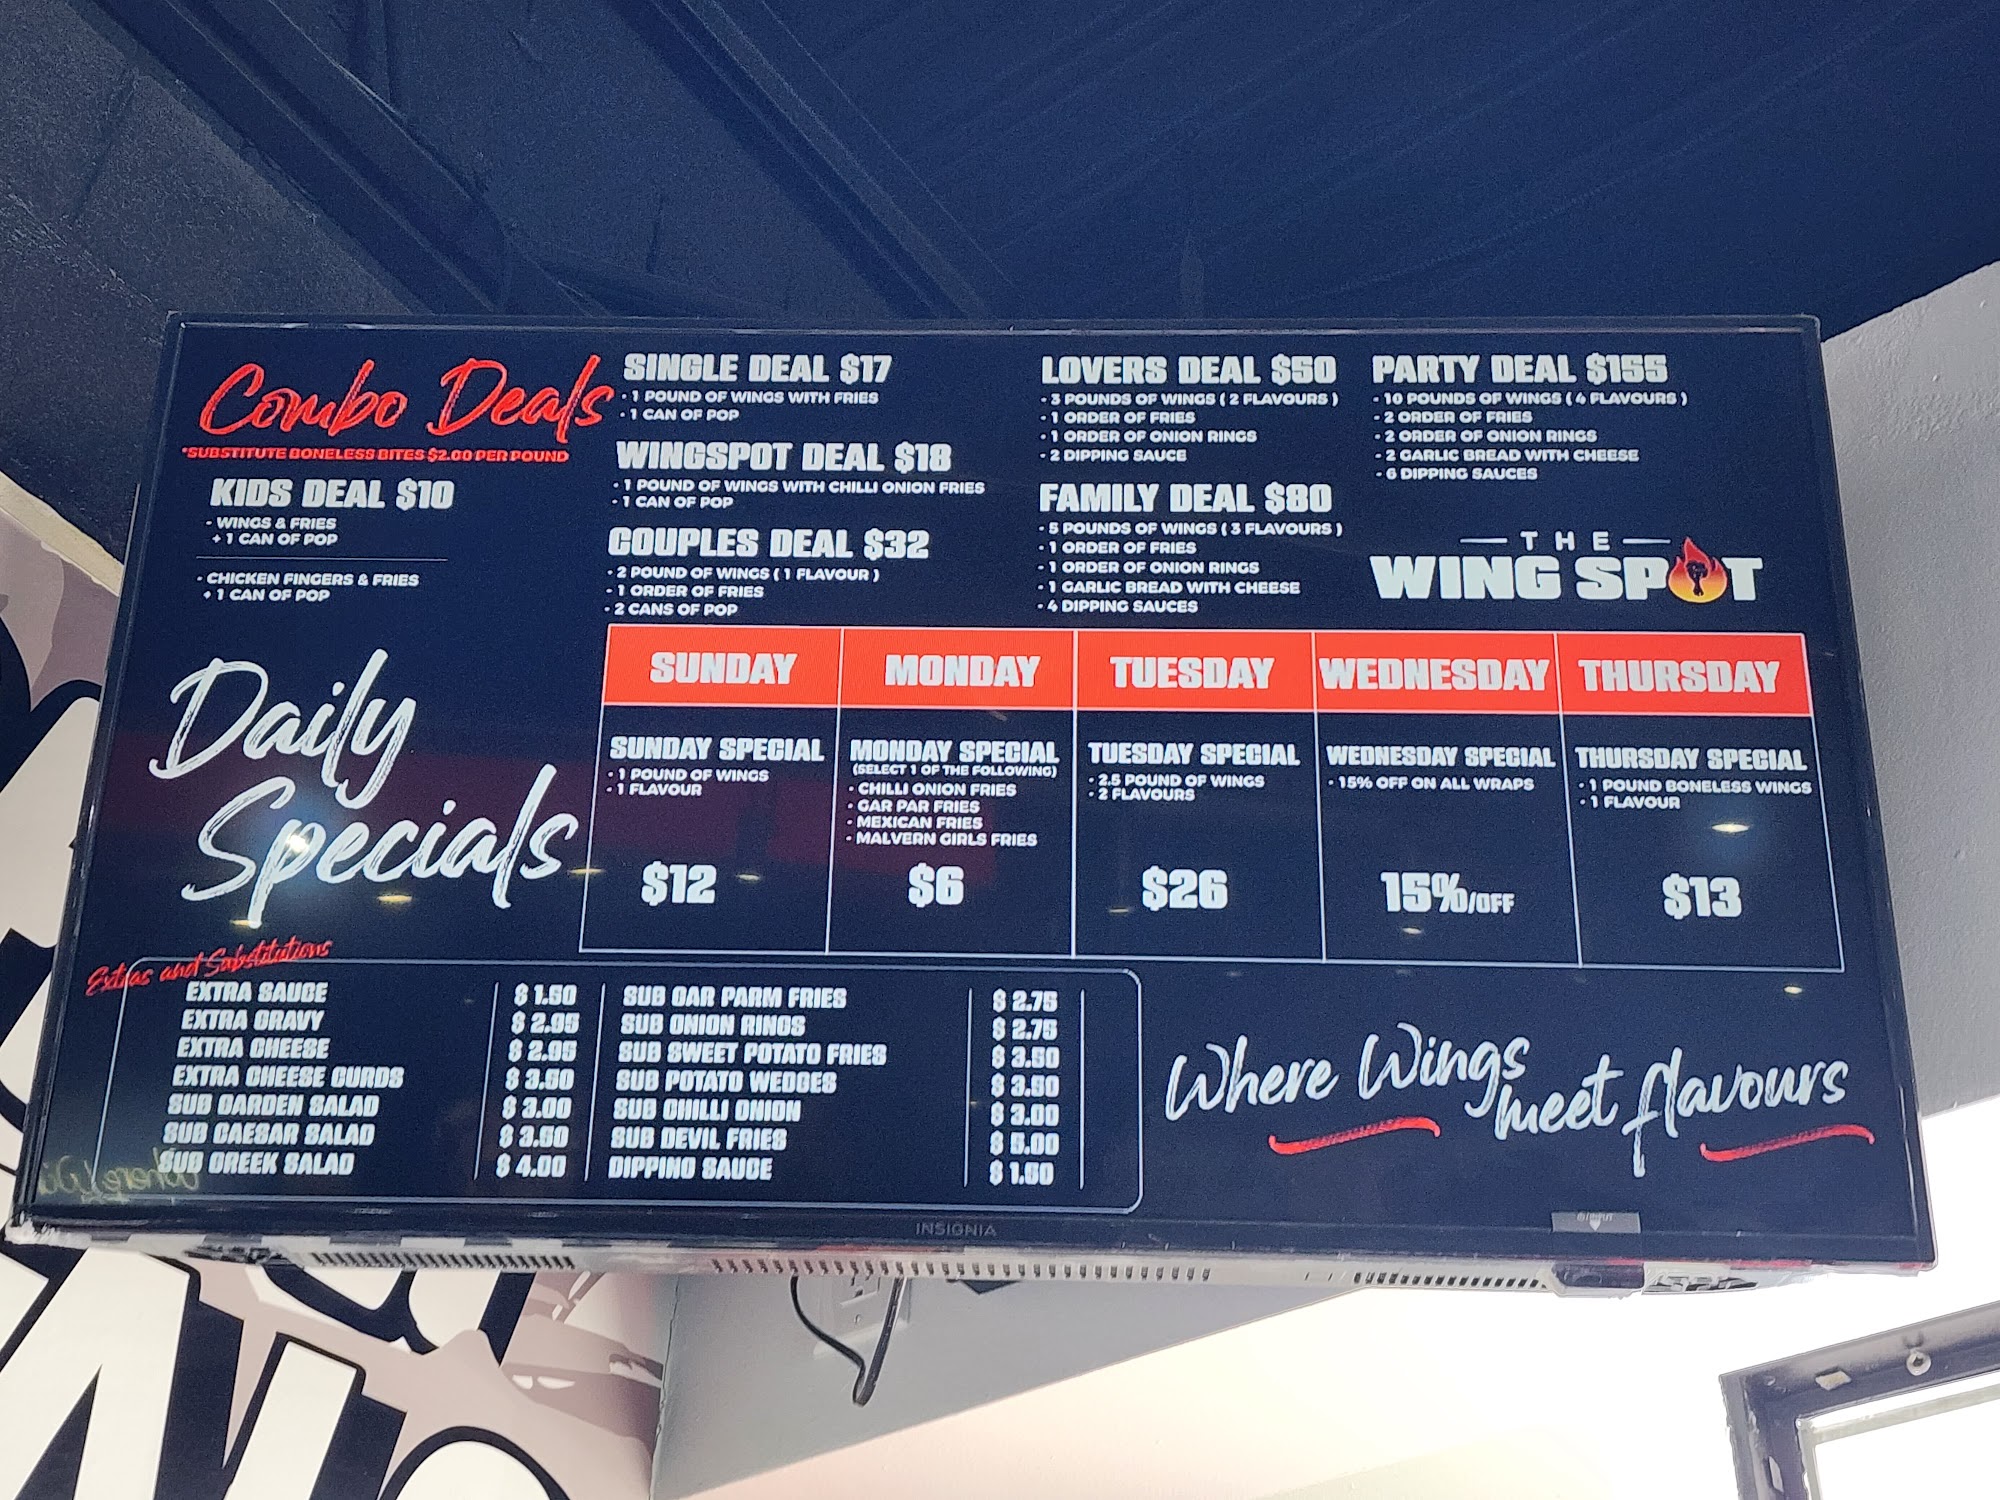 Combo Deals
*SUBSTITUTE BONELESS BITES $2.00 PER POUND
KIDS DEAL $10
- WINGS & FRIES
+ 1 CAN OF POP
- CHICKEN FINGERS & FRIES
+ 1 CAN OF POP
SINGLE DEAL $17
- 1 POUND OF WINGS WITH FRIES
- 1 CAN OF POP
WINGSPOT DEAL $18
- 1 POUND OF WINGS WITH CHILLI ONION FRIES
- 1 CAN OF POP
COUPLES DEAL $32
- 2 POUND OF WINGS ( 1 FLAVOUR )
- 1 ORDER OF FRIES
- 2 CANS OF POP
LOVERS DEAL $50
- 3 POUNDS OF WINGS ( 2 FLAVOURS )
- 1 ORDER OF FRIES
- 1 ORDER OF ONION RINGS
- 2 DIPPING SAUCE
FAMILY DEAL $80
- 5 POUNDS OF WINGS ( 3 FLAVOURS )
- 1 ORDER OF FRIES
- 1 ORDER OF ONION RINGS
- 1 GARLIC BREAD WITH CHEESE
- 4 DIPPING SAUCES
PARTY DEAL $155
- 10 POUNDS OF WINGS ( 4 FLAVOURS )
- 2 ORDER OF FRIES
- 2 ORDER OF ONION RINGS
- 2 GARLIC BREAD WITH CHEESE
- 6 DIPPING SAUCES
THE
WING SPOT
Daily
Specials
SUNDAY
SUNDAY SPECIAL
- 1 POUND OF WINGS
- 1 FLAVOUR
$12
MONDAY
MONDAY SPECIAL
(SELECT 1 OF THE FOLLOWING)
- CHILLI ONION FRIES
- GAR PAR FRIES
- MEXICAN FRIES
- MALVERN GIRLS FRIES
$6
TUESDAY
TUESDAY SPECIAL
- 2.5 POUND OF WINGS
- 2 FLAVOURS
$26
WEDNESDAY
WEDNESDAY SPECIAL
- 15% OFF ON ALL WRAPS
15%/OFF
THURSDAY
THURSDAY SPECIAL
- 1 POUND BONELESS WINGS
- 1 FLAVOUR
$13
Extras and Substitutions
EXTRA SAUCE $ 1.50
EXTRA GRAVY $ 2.95
EXTRA CHEESE $ 2.95
EXTRA CHEESE CURDS $ 3.50
SUB GARDEN SALAD $ 3.00
SUB CAESAR SALAD $ 3.50
SUB GREEK SALAD $ 4.00
SUB GAR PARM FRIES $ 2.75
SUB ONION RINGS $ 2.75
SUB SWEET POTATO FRIES $ 3.50
SUB POTATO WEDGES $ 3.50
SUB CHILLI ONION $ 3.00
SUB DEVIL FRIES $ 5.00
DIPPING SAUCE $ 1.50
Where Wings
meet flavours
INSIGNIA